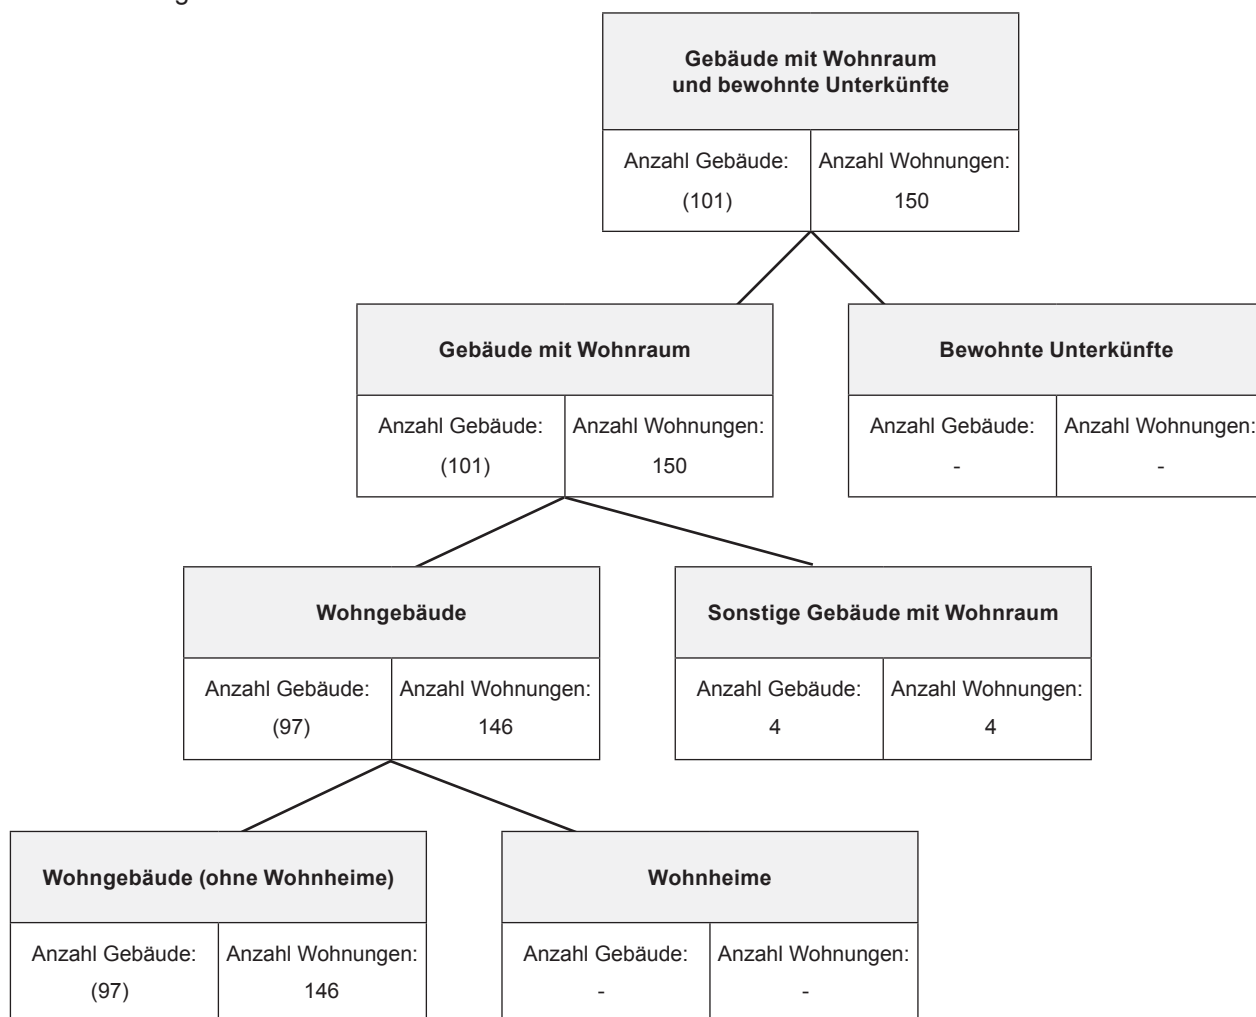 Gebäude mit Wohnraum
und bewohnte Unterkünfte
Anzahl Gebäude: Anzahl Wohnungen:
(101) 150
Gebäude mit Wohnraum
Anzahl Gebäude: Anzahl Wohnungen:
(101) 150
Bewohnte Unterkünfte
Anzahl Gebäude: Anzahl Wohnungen:
- -
Wohngebäude
Anzahl Gebäude: Anzahl Wohnungen:
(97) 146
Sonstige Gebäude mit Wohnraum
Anzahl Gebäude: Anzahl Wohnungen:
4 4
Wohngebäude (ohne Wohnheime)
Anzahl Gebäude: Anzahl Wohnungen:
(97) 146
Wohnheime
Anzahl Gebäude: Anzahl Wohnungen:
- -